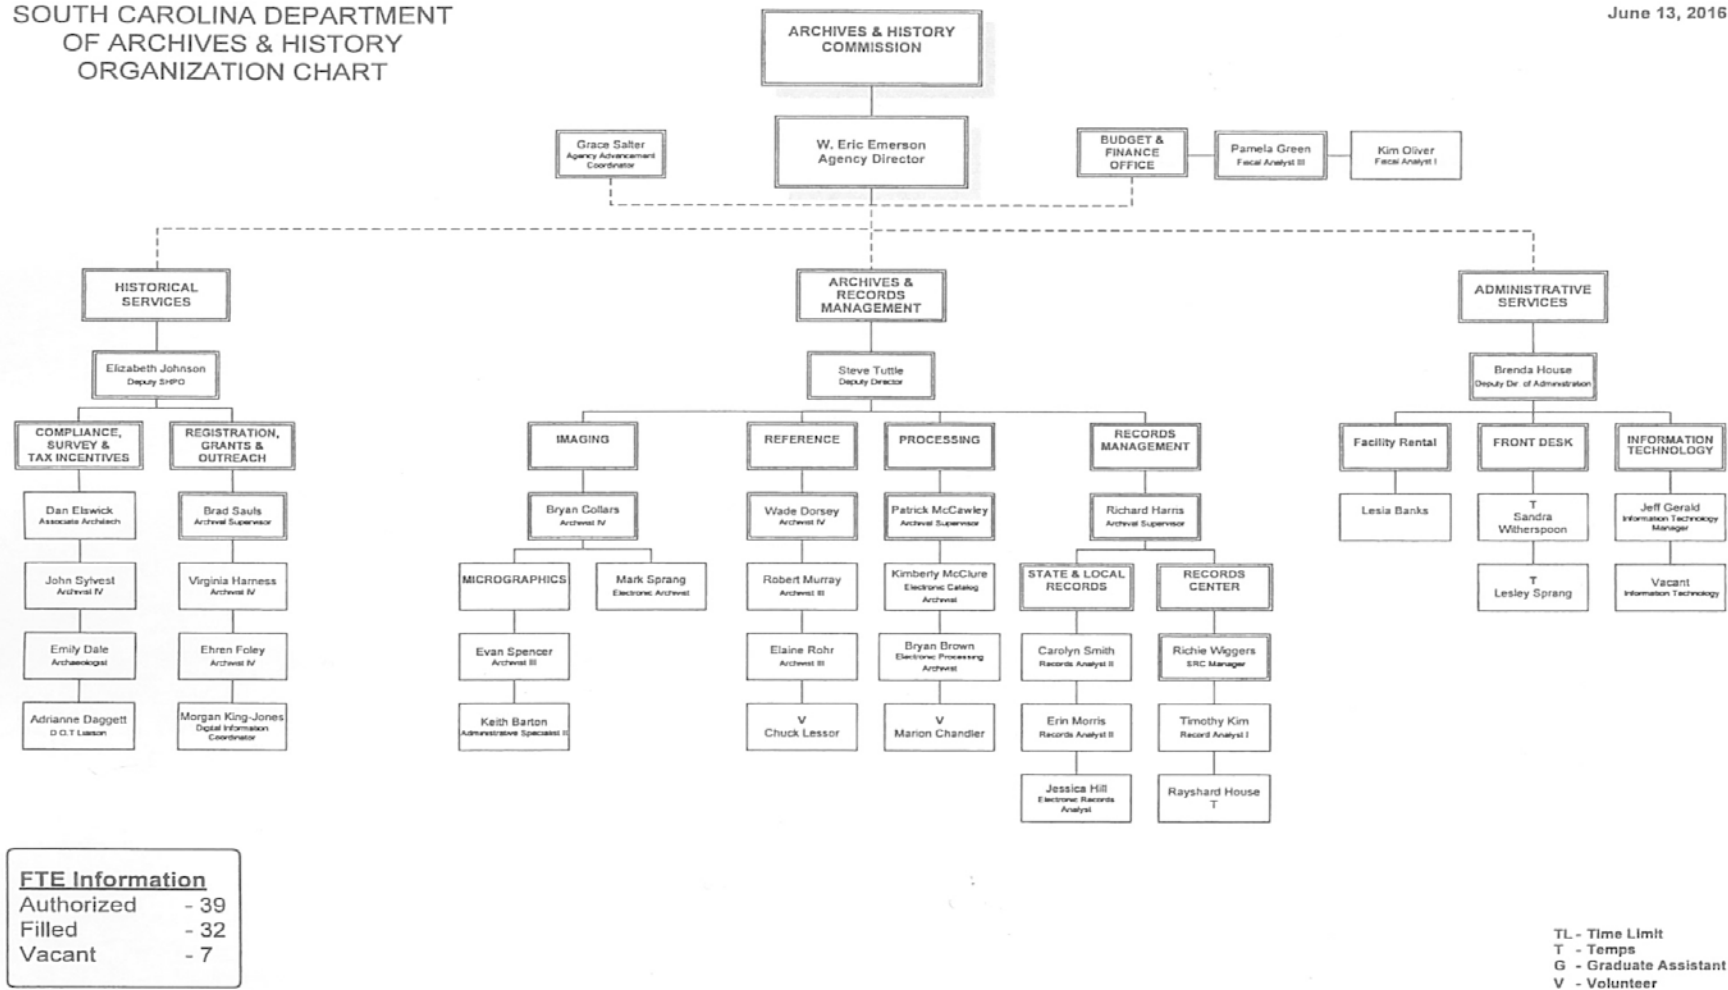 SOUTH CAROLINA DEPARTMENT
OF ARCHIVES & HISTORY
ORGANIZATION CHART
June 13, 2016
ARCHIVES & HISTORY
COMMISSION
W. Eric Emerson
Agency Director
Grace Salter
Agency Advancement
Coordinator
BUDGET &
FINANCE
OFFICE
Pamela Green
Fiscal Analyst III
Kim Oliver
Fiscal Analyst I
HISTORICAL
SERVICES
Elizabeth Johnson
Deputy SHPO
COMPLIANCE,
SURVEY &
TAX INCENTIVES
Dan Elswick
Associate Architech
John Sylvest
Archivist IV
Emily Dale
Archaeologist
Adrianne Daggett
D.O.T Liaison
REGISTRATION,
GRANTS &
OUTREACH
Brad Sauls
Archival Supervisor
Virginia Harness
Archivist IV
Ehren Foley
Archivist IV
Morgan King-Jones
Digital Information
Coordinator
ARCHIVES &
RECORDS
MANAGEMENT
Steve Tuttle
Deputy Director
IMAGING
Bryan Collars
Archivist IV
MICROGRAPHICS
Evan Spencer
Archivist III
Keith Barton
Administrative Specialist II
Mark Sprang
Electronic Archivist
REFERENCE
Wade Dorsey
Archivist IV
Robert Murray
Archivist III
Elaine Rohr
Archivist III
V
Chuck Lessor
PROCESSING
Patrick McCawley
Archival Supervisor
Kimberly McClure
Electronic Catalog
Archivist
Bryan Brown
Electronic Processing
Archivist
V
Marion Chandler
RECORDS
MANAGEMENT
Richard Harris
Archival Supervisor
STATE & LOCAL
RECORDS
Carolyn Smith
Records Analyst II
Erin Morris
Records Analyst II
Jessica Hill
Electronic Records
Analyst
RECORDS
CENTER
Richie Wiggers
SRC Manager
Timothy Kim
Record Analyst I
Rayshard House
T
ADMINISTRATIVE
SERVICES
Brenda House
Deputy Dir. of Administration
Facility Rental
Lesia Banks
FRONT DESK
T
Sandra
Witherspoon
T
Lesley Sprang
INFORMATION
TECHNOLOGY
Jeff Gerald
Information Technology
Manager
Vacant
Information Technology
FTE Information
Authorized - 39
Filled - 32
Vacant - 7
TL - Time Limit
T - Temps
G - Graduate Assistant
V - Volunteer